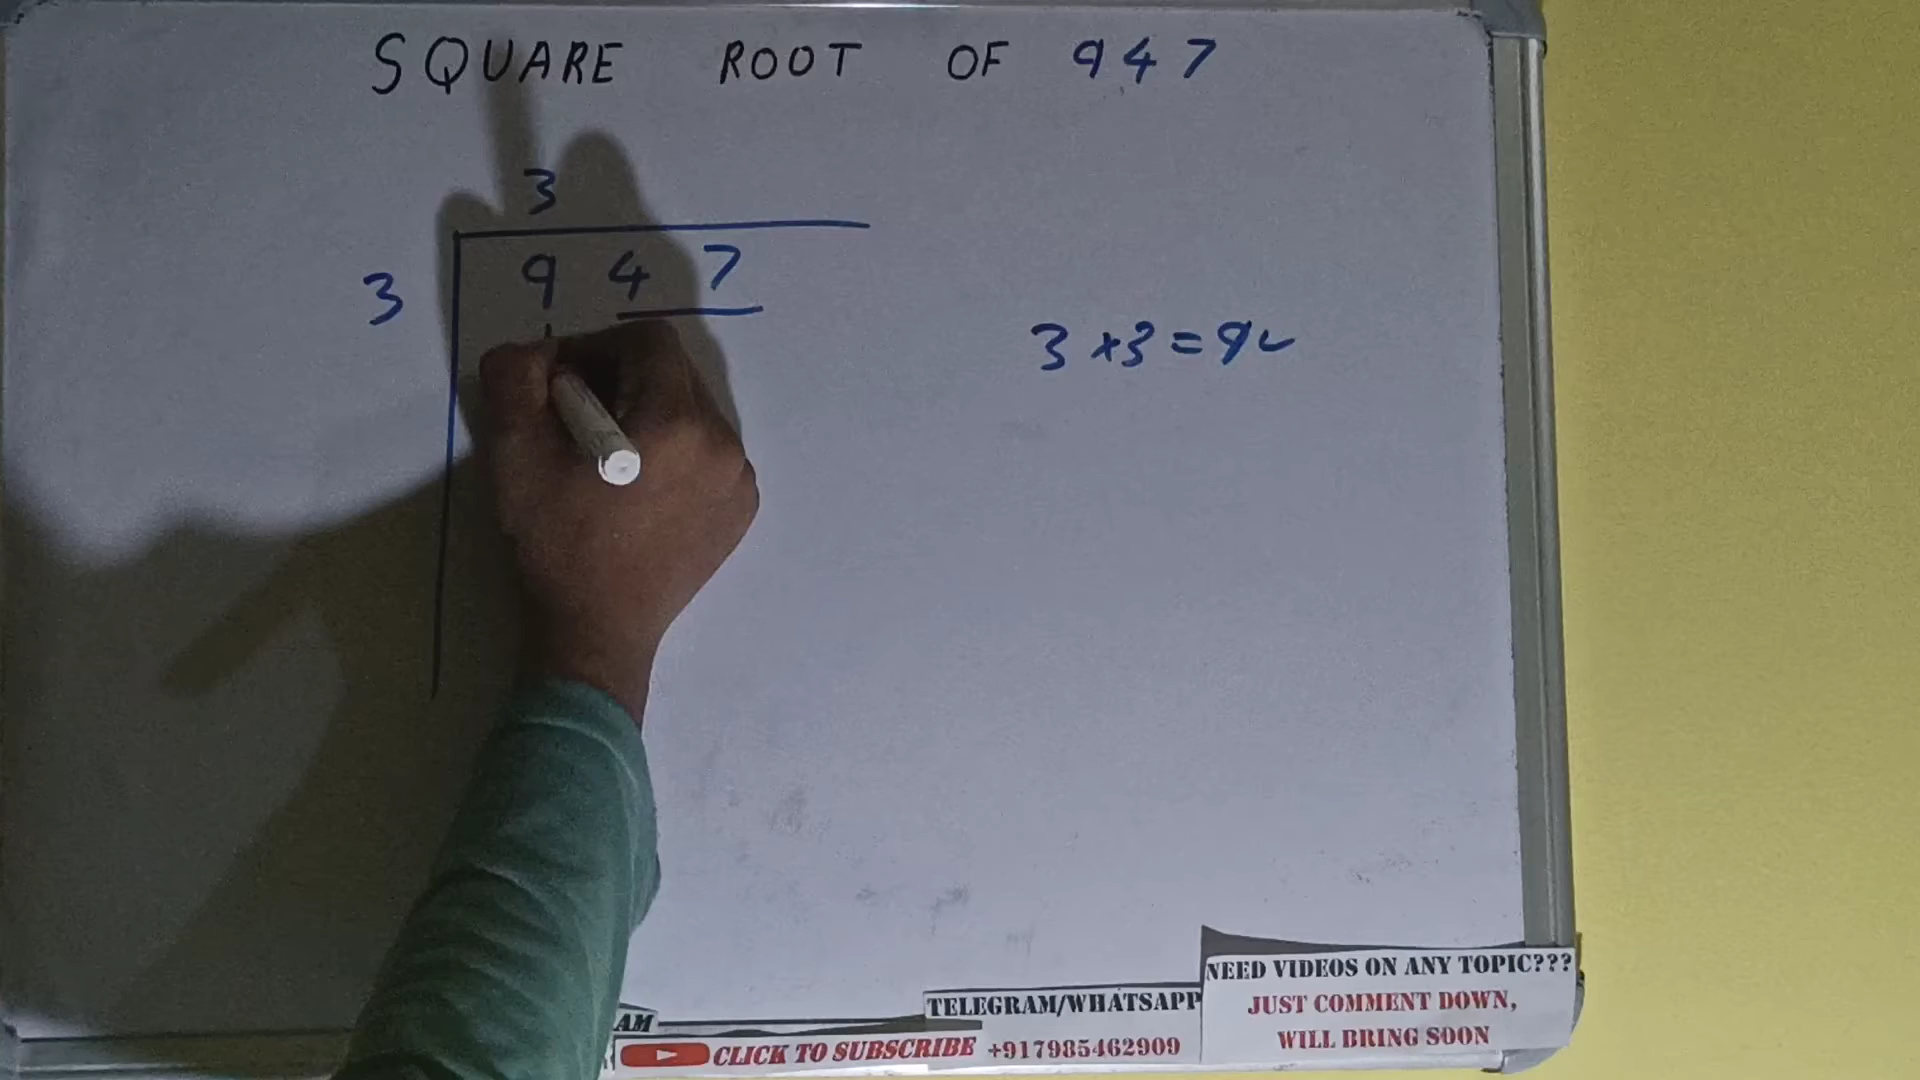 SQUARE ROOT OF 947
3
3 9 4 7
3 × 3 = 9
NEED VIDEOS ON ANY TOPIC???
JUST COMMENT DOWN,
WILL BRING SOON
TELEGRAM/WHATSAPP
+917985462909
AM
CLICK TO SUBSCRIBE